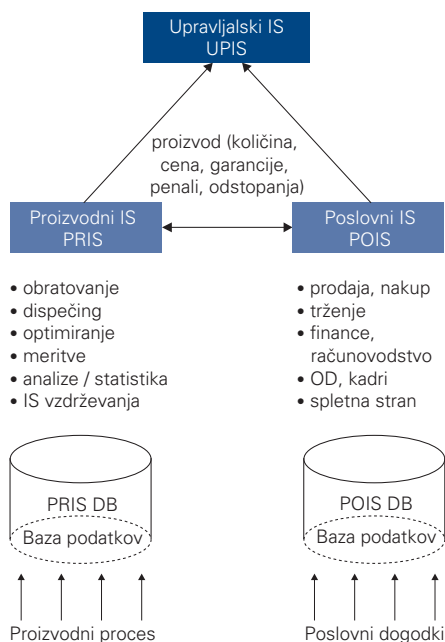 Upravljalski IS
UPIS
proizvod (količina,
cena, garancije,
penali, odstopanja)
Proizvodni IS
PRIS
Poslovni IS
POIS
• obratovanje
• dispečing
• optimiranje
• meritve
• analize / statistika
• IS vzdrževanja
• prodaja, nakup
• trženje
• finance,
računovodstvo
• OD, kadri
• spletna stran
PRIS DB
Baza podatkov
POIS DB
Baza podatkov
Proizvodni proces
Poslovni dogodki